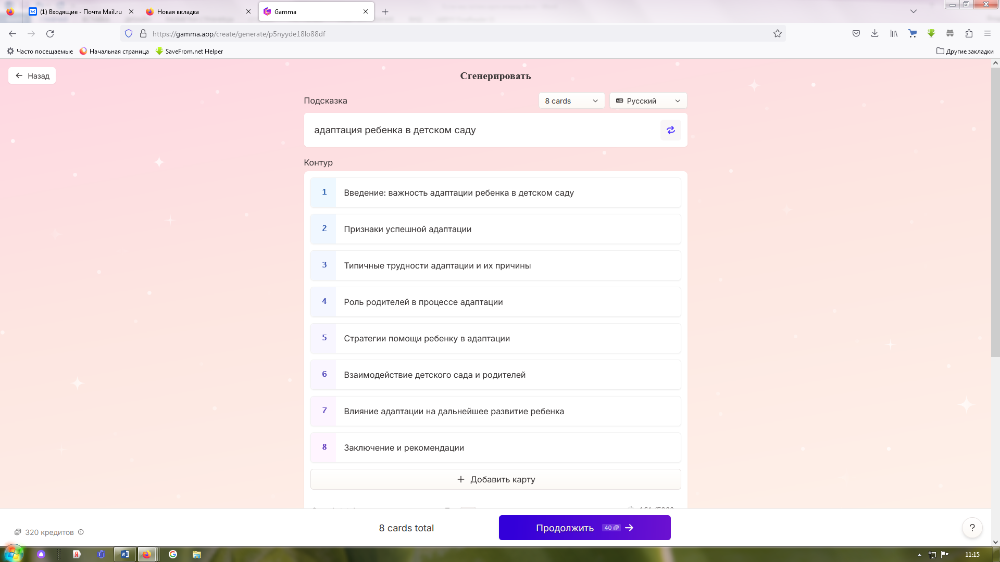 (1) Входящие - Почта Mail.ru
Новая вкладка
Gamma
https://gamma.app/create/generate/p5nyyde18lo88df
Часто посещаемые
Начальная страница
SaveFrom.net Helper
Другие закладки
Назад
Сгенерировать
Подсказка
8 cards
Русский
адаптация ребенка в детском саду
Контур
1 Введение: важность адаптации ребенка в детском саду
2 Признаки успешной адаптации
3 Типичные трудности адаптации и их причины
4 Роль родителей в процессе адаптации
5 Стратегии помощи ребенку в адаптации
6 Взаимодействие детского сада и родителей
7 Влияние адаптации на дальнейшее развитие ребенка
8 Заключение и рекомендации
+ Добавить карту
320 кредитов
8 cards total
Продолжить 40
?
11:15